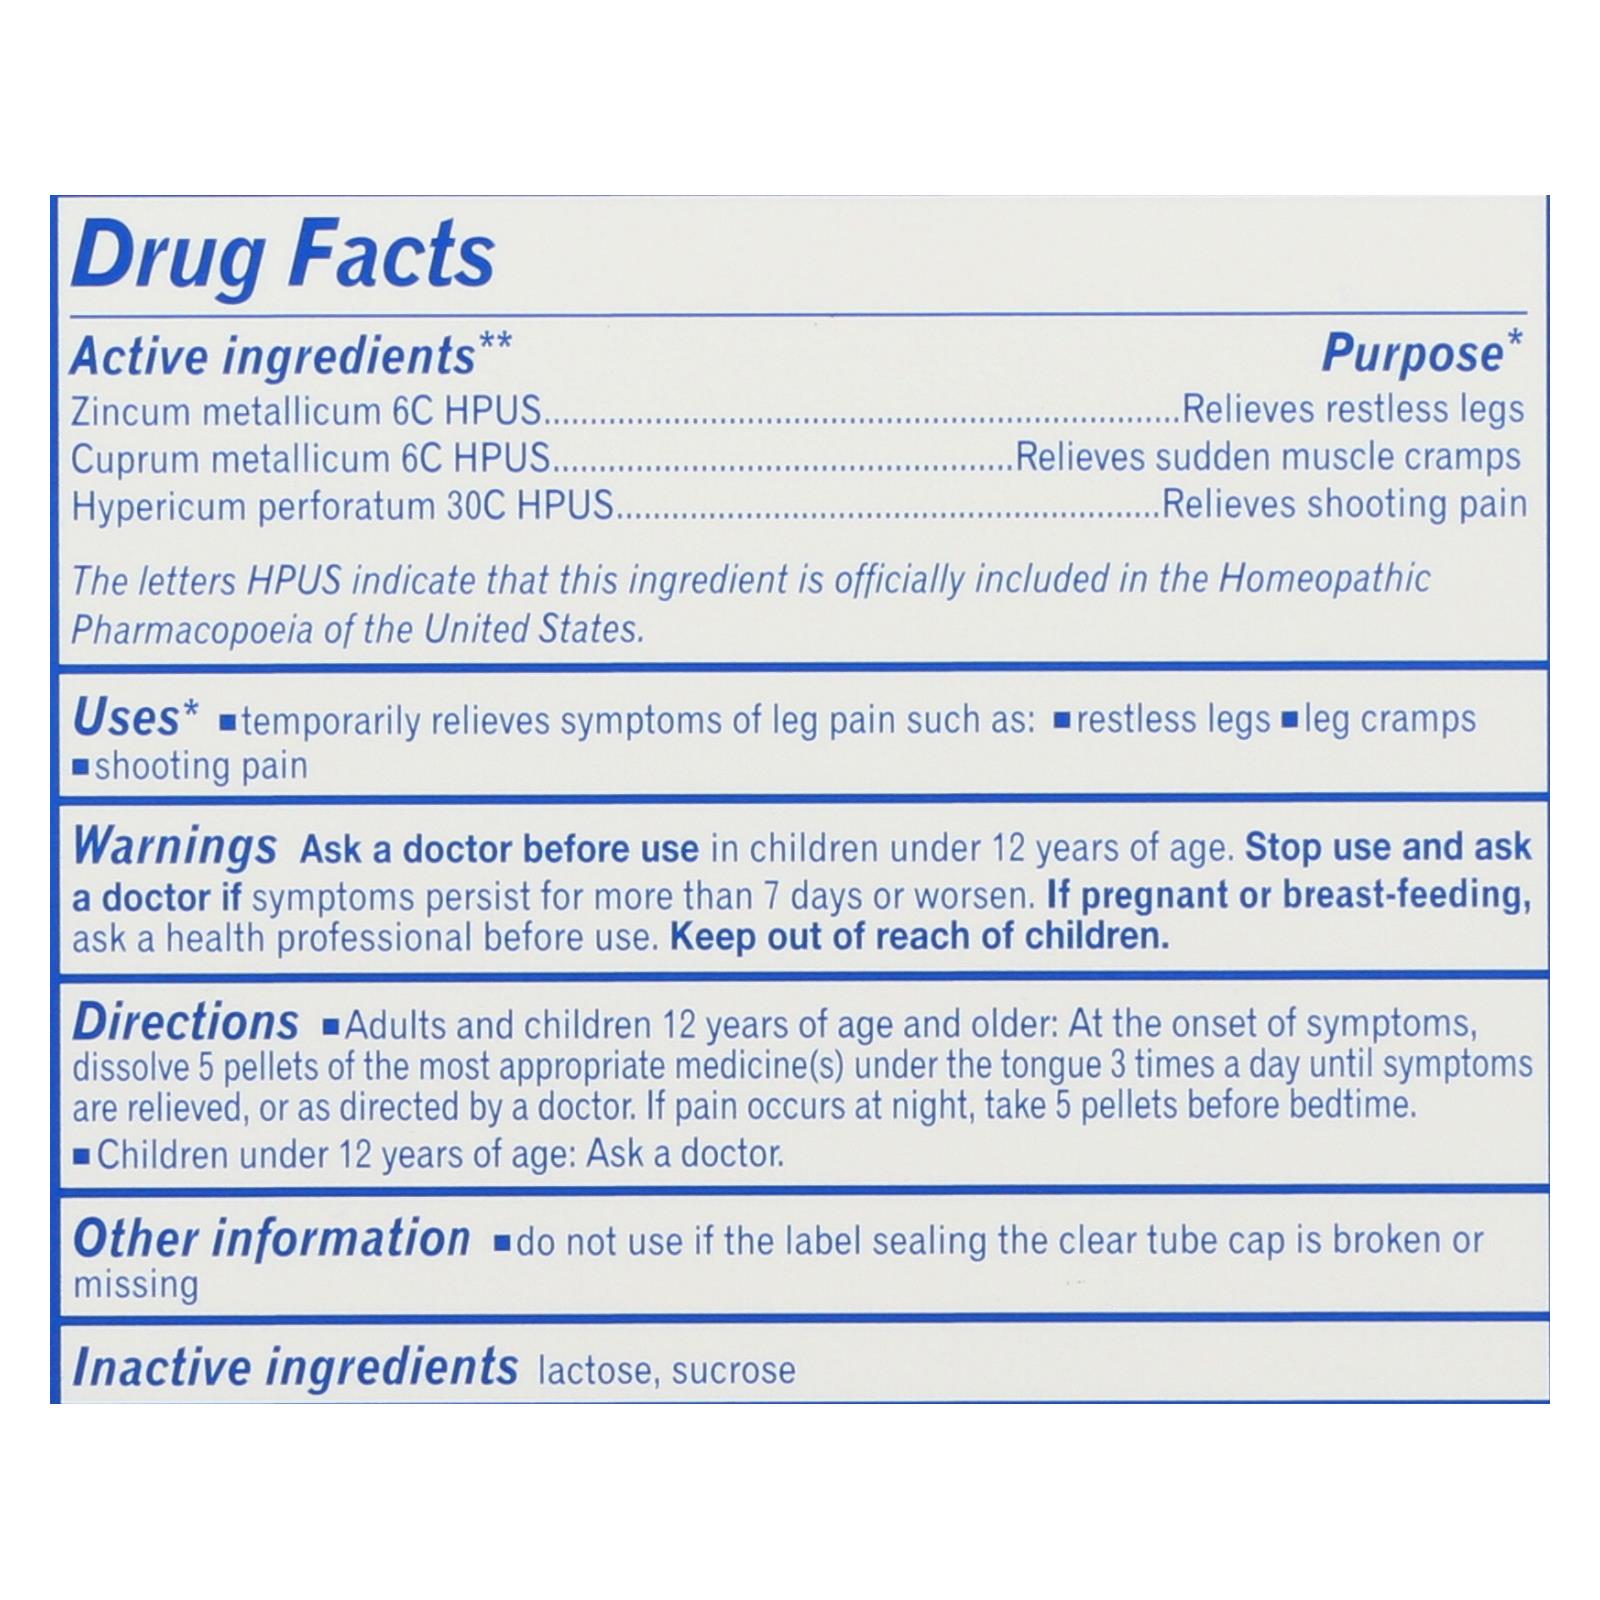 Drug Facts
Active ingredients** Purpose*
Zincum metallicum 6C HPUS......................................................................Relieves restless legs
Cuprum metallicum 6C HPUS..................................................Relieves sudden muscle cramps
Hypericum perforatum 30C HPUS...........................................................Relieves shooting pain
The letters HPUS indicate that this ingredient is officially included in the Homeopathic
Pharmacopoeia of the United States.
Uses* ■temporarily relieves symptoms of leg pain such as: ■restless legs ■leg cramps
■shooting pain
Warnings Ask a doctor before use in children under 12 years of age. Stop use and ask
a doctor if symptoms persist for more than 7 days or worsen. If pregnant or breast-feeding,
ask a health professional before use. Keep out of reach of children.
Directions ■Adults and children 12 years of age and older: At the onset of symptoms,
dissolve 5 pellets of the most appropriate medicine(s) under the tongue 3 times a day until symptoms
are relieved, or as directed by a doctor. If pain occurs at night, take 5 pellets before bedtime.
■Children under 12 years of age: Ask a doctor.
Other information ■do not use if the label sealing the clear tube cap is broken or
missing
Inactive ingredients lactose, sucrose